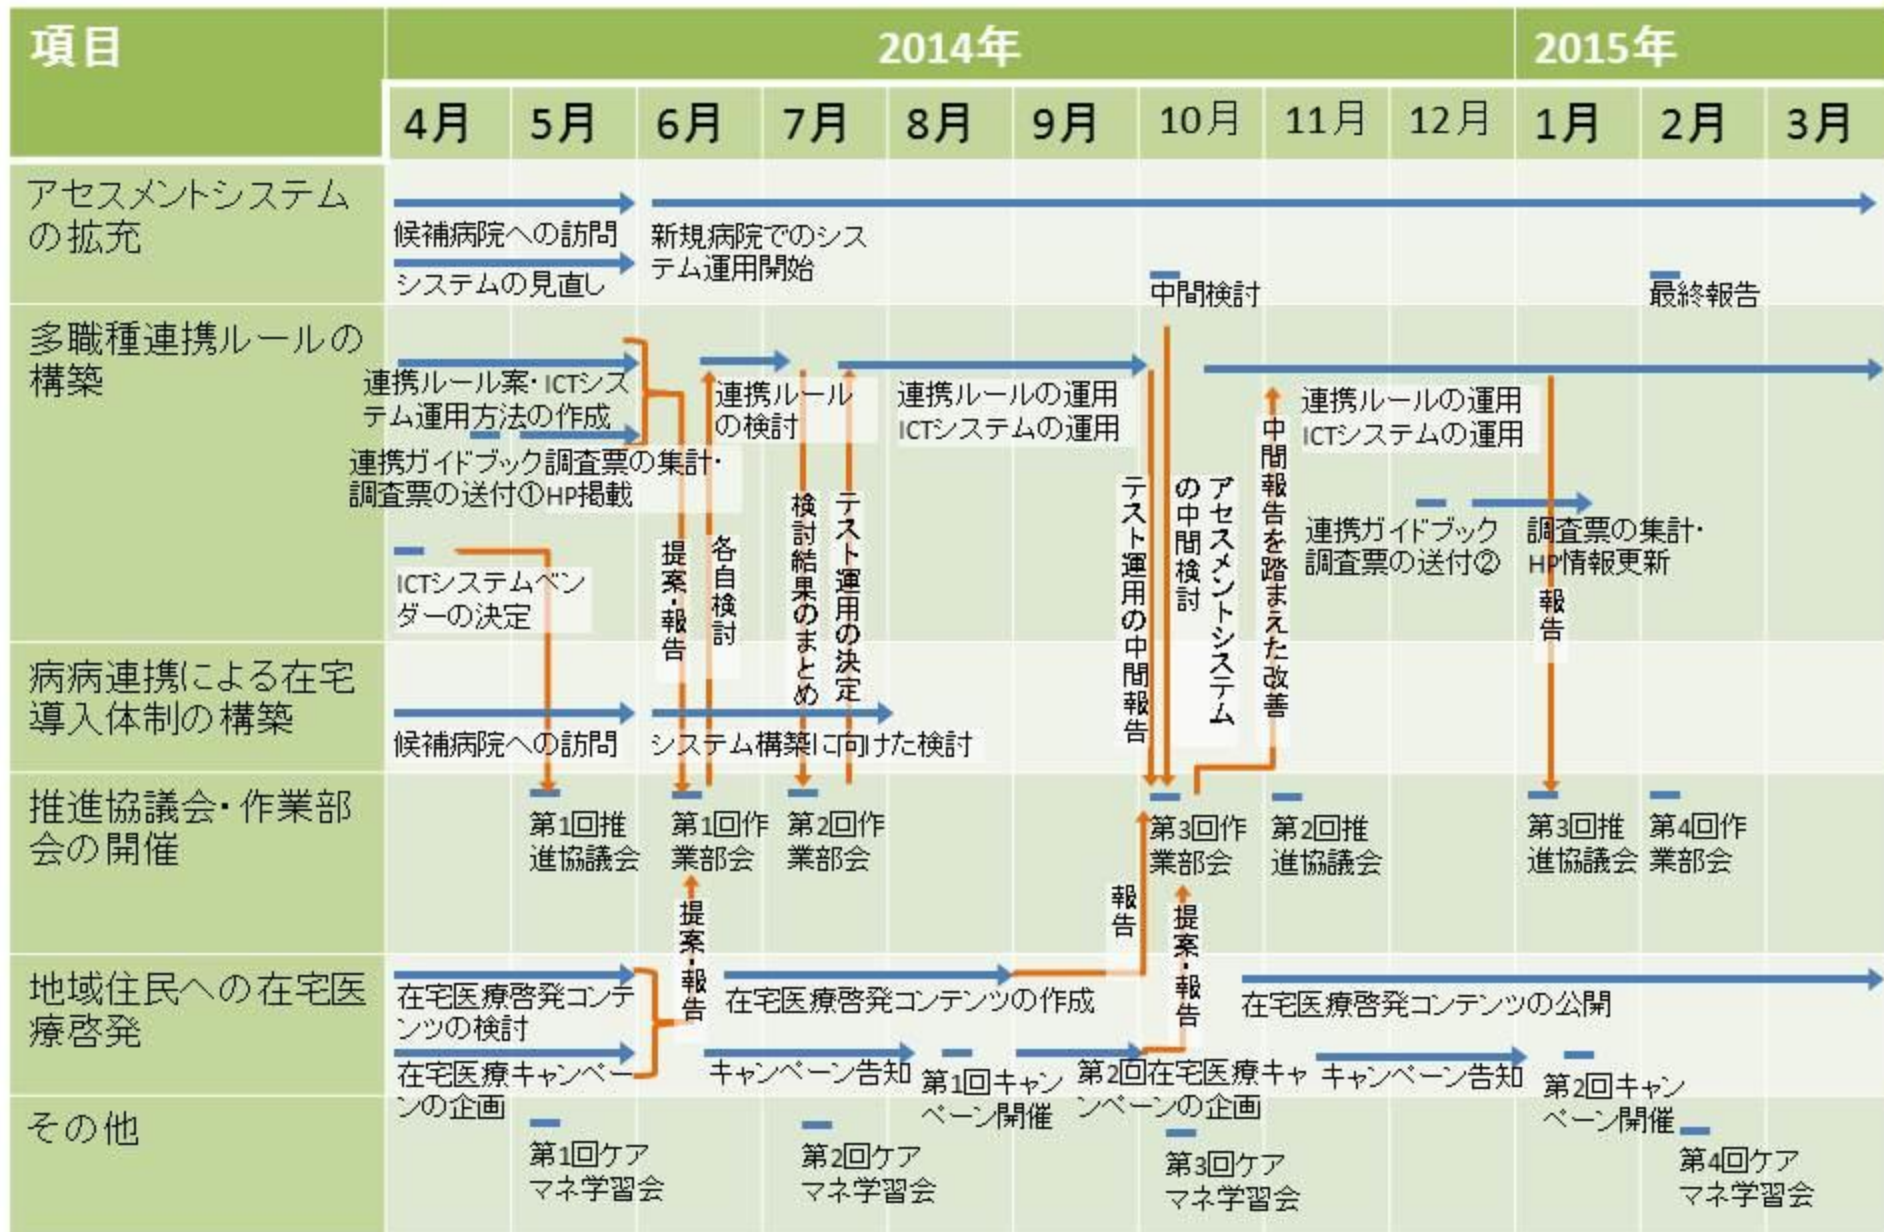 項目
2014年
2015年
4月
5月
6月
7月
8月
9月
10月
11月
12月
1月
2月
3月
アセスメントシステム
の拡充
候補病院への訪問
システムの見直し
新規病院でのシス
テム運用開始
中間検討
最終報告
多職種連携ルールの
構築
連携ルール案・ICTシス
テム運用方法の作成
連携ガイドブック調査票の集計・
調査票の送付①HP掲載
ICTシステムベン
ダーの決定
提案・報告
各自検討
連携ルール
の検討
検討結果のまとめ
テスト運用の決定
連携ルールの運用
ICTシステムの運用
テスト運用の中間報告
アセスメントシステム
の中間検討
中間報告を踏まえた改善
連携ルールの運用
ICTシステムの運用
連携ガイドブック
調査票の送付②
調査票の集計・
HP情報更新
報告
病病連携による在宅
導入体制の構築
候補病院への訪問
システム構築に向けた検討
推進協議会・作業部
会の開催
第1回推
進協議会
第1回作
業部会
第2回作
業部会
第3回作
業部会
第2回推
進協議会
第3回推
進協議会
第4回作
業部会
提案・報告
報告
提案・報告
地域住民への在宅医
療啓発
在宅医療啓発コンテ
ンツの検討
在宅医療キャンペー
ンの企画
在宅医療啓発コンテンツの作成
キャンペーン告知
第1回キャン
ペーン開催
第2回在宅医療キャ
ンペーンの企画
在宅医療啓発コンテンツの公開
キャンペーン告知
第2回キャン
ペーン開催
その他
第1回ケア
マネ学習会
第2回ケア
マネ学習会
第3回ケア
マネ学習会
第4回ケア
マネ学習会